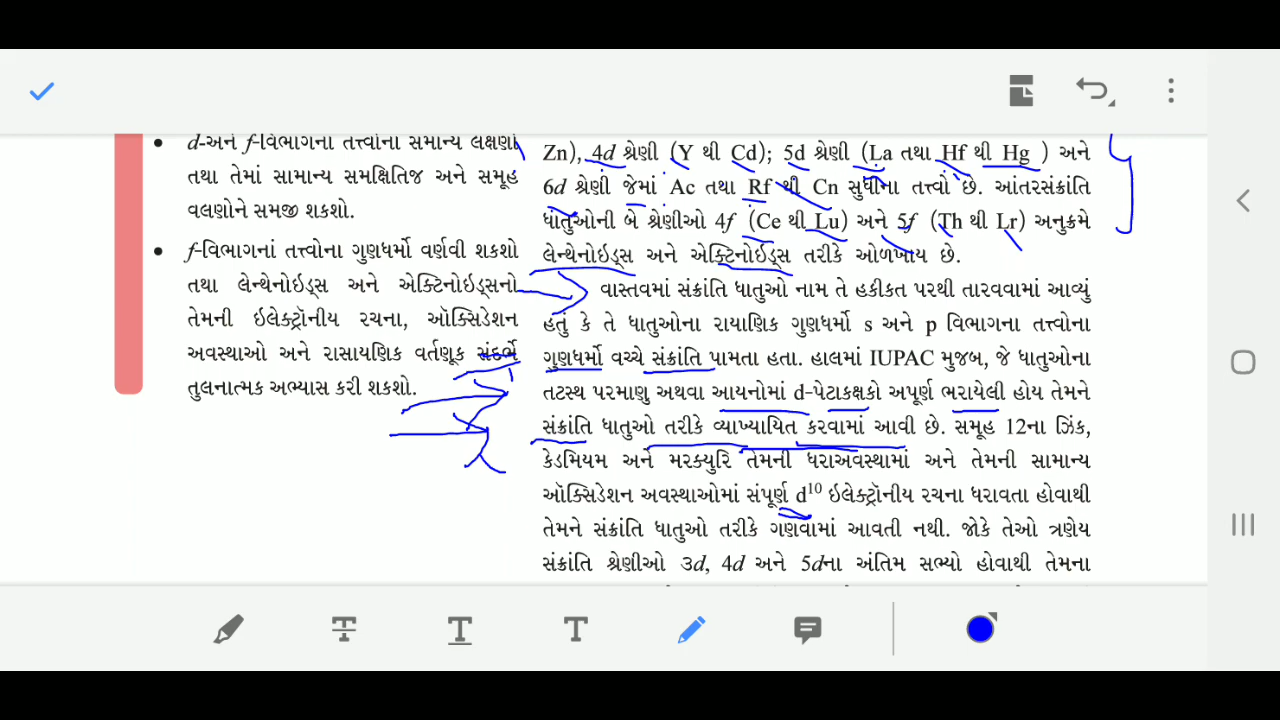 d-અને f-વિભાગના તત્ત્વોના સમાન્ય લક્ષણો
તથા તેમાં સામાન્ય સમક્ષિતિજ અને સમૂહ
વલણોને સમજી શકશો.
f-વિભાગનાં તત્ત્વોના ગુણધર્મો વર્ણવી શકશો
તથા લેન્થેનોઇડ્સ અને એક્ટિનોઇડ્સનો
તેમની ઇલેક્ટ્રૉનીય રચના, ઑક્સિડેશન
અવસ્થાઓ અને રાસાયણિક વર્તણૂક સંદર્ભે
તુલનાત્મક અભ્યાસ કરી શકશો.
Zn), 4d શ્રેણી (Y થી Cd); 5d શ્રેણી (La તથા Hf થી Hg ) અને
6d શ્રેણી જેમાં Ac તથા Rf થી Cn સુધીના તત્ત્વો છે. આંતરસંક્રાંતિ
ધાતુઓની બે શ્રેણીઓ 4f (Ce થી Lu) અને 5f (Th થી Lr) અનુક્રમે
લેન્થેનોઇડ્સ અને એક્ટિનોઇડ્સ તરીકે ઓળખાય છે.
વાસ્તવમાં સંક્રાંતિ ધાતુઓ નામ તે હકીકત પરથી તારવવામાં આવ્યું
હતું કે તે ધાતુઓના રાયાણિક ગુણધર્મો s અને p વિભાગના તત્ત્વોના
ગુણધર્મો વચ્ચે સંક્રાંતિ પામતા હતા. હાલમાં IUPAC મુજબ, જે ધાતુઓના
તટસ્થ પરમાણુ અથવા આયનોમાં d-પેટાકક્ષકો અપૂર્ણ ભરાયેલી હોય તેમને
સંક્રાંતિ ધાતુઓ તરીકે વ્યાખ્યાયિત કરવામાં આવી છે. સમૂહ 12ના ઝિંક,
કેડમિયમ અને મરક્યુરિ તેમની ધરાઅવસ્થામાં અને તેમની સામાન્ય
ઑક્સિડેશન અવસ્થાઓમાં સંપૂર્ણ d¹⁰ ઇલેક્ટ્રૉનીય રચના ધરાવતા હોવાથી
તેમને સંક્રાંતિ ધાતુઓ તરીકે ગણવામાં આવતી નથી. જોકે તેઓ ત્રણેય
સંક્રાંતિ શ્રેણીઓ ૩d, 4d અને 5dના અંતિમ સભ્યો હોવાથી તેમના